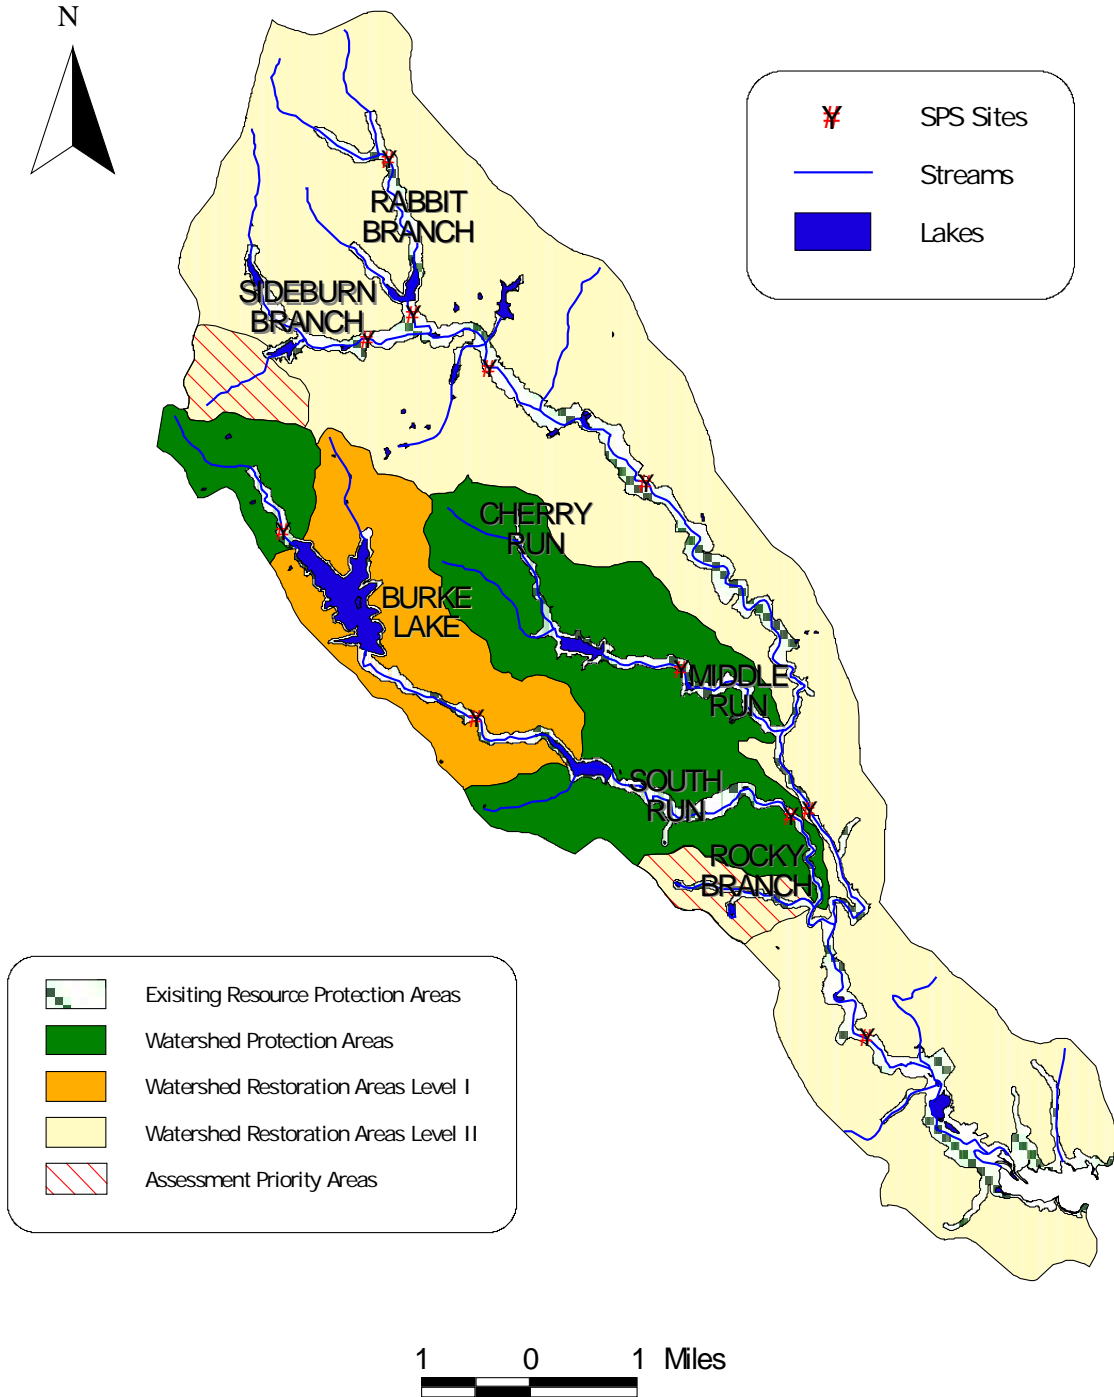 N
SPS Sites
Streams
Lakes
RABBIT
BRANCH
SIDEBURN
BRANCH
CHERRY
RUN
BURKE
LAKE
MIDDLE
RUN
SOUTH
RUN
ROCKY
BRANCH
Exisiting Resource Protection Areas
Watershed Protection Areas
Watershed Restoration Areas Level I
Watershed Restoration Areas Level II
Assessment Priority Areas
1 0 1 Miles